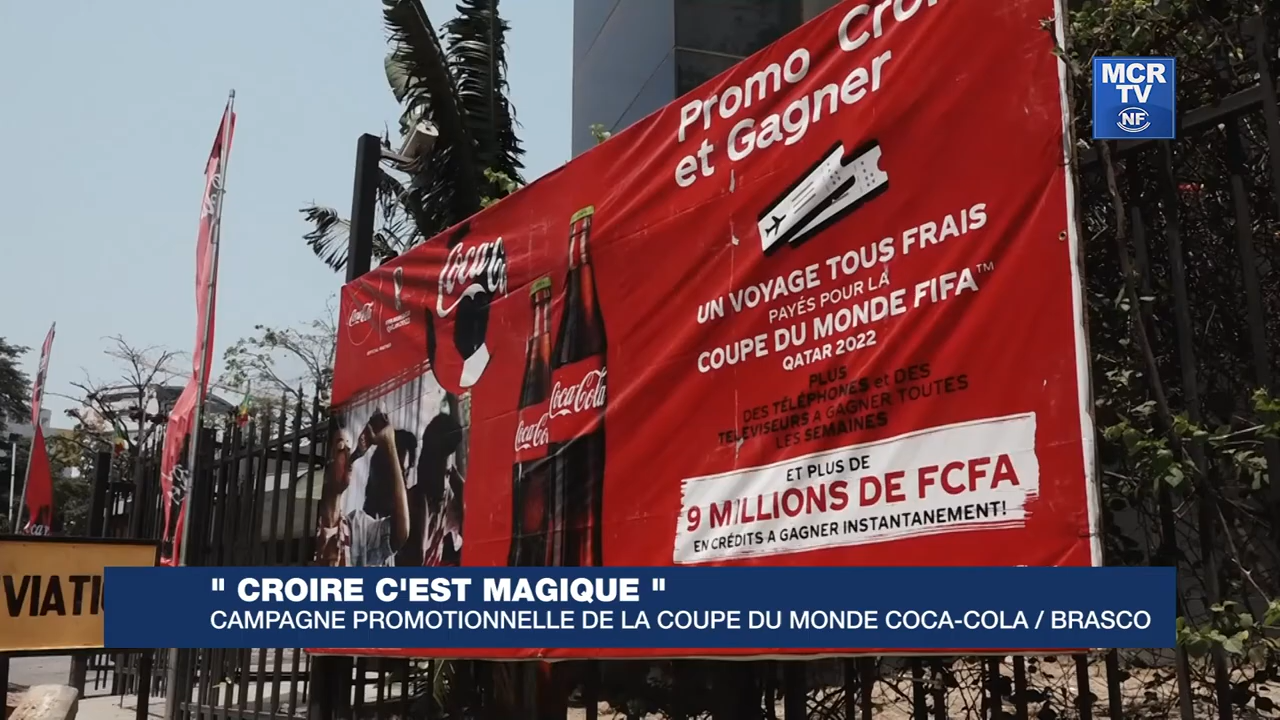 MCR
TV
NF
Promo
et Gagner
UN VOYAGE TOUS FRAIS
PAYÉS POUR LA
COUPE DU MONDE FIFA™
QATAR 2022
PLUS
DES TÉLÉPHONES et DES
TÉLÉVISEURS A GAGNER TOUTES
LES SEMAINES
ET PLUS DE
9 MILLIONS DE FCFA
EN CRÉDITS A GAGNER INSTANTANEMENT!
Coca-Cola
Coca-Cola
VIATI
" CROIRE C'EST MAGIQUE "
CAMPAGNE PROMOTIONNELLE DE LA COUPE DU MONDE COCA-COLA / BRASCO